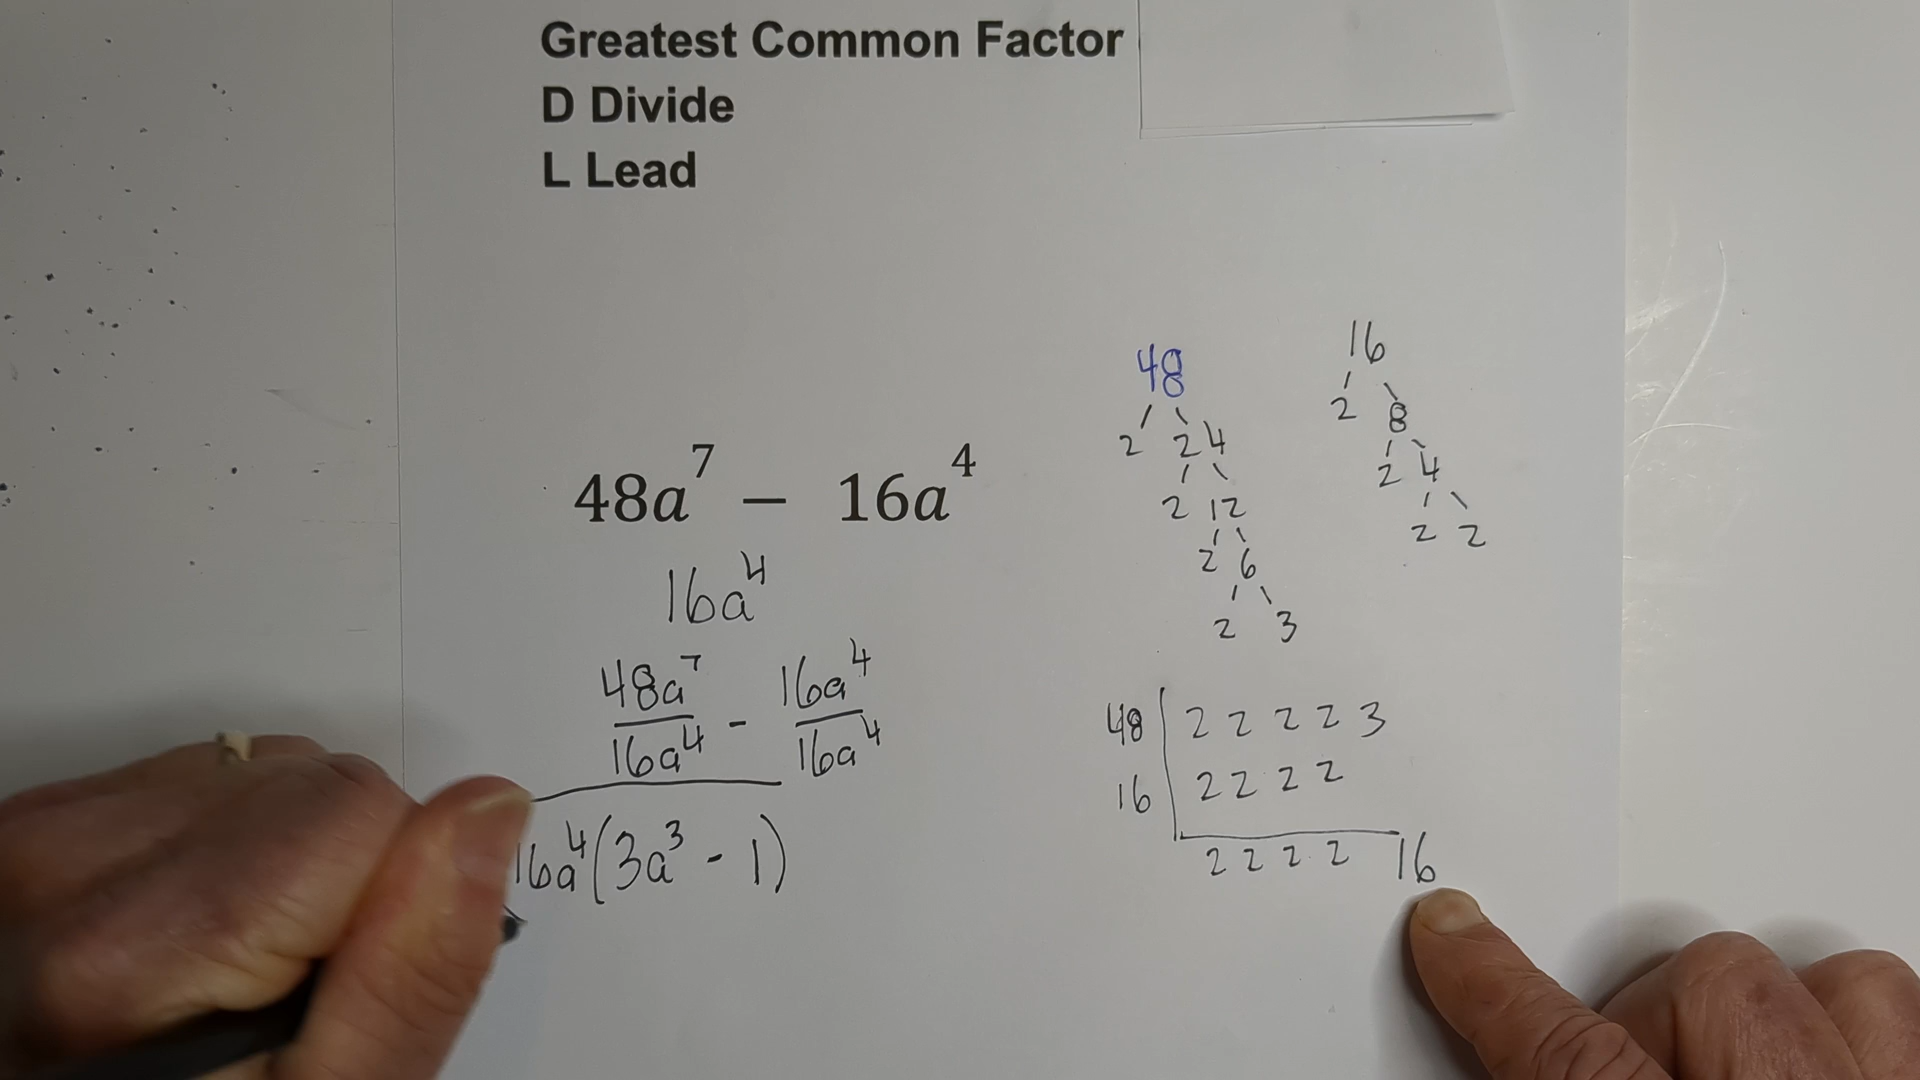 Greatest Common Factor
D Divide
L Lead
48a⁷ – 16a⁴
16a⁴
48a⁷/16a⁴ - 16a⁴/16a⁴
16a⁴(3a³ - 1)
48
2 24
2 12
2 6
2 3
16
2 8
2 4
2 2
48 | 2 2 2 2 3
16 | 2 2 2 2
2 2 2 2 16